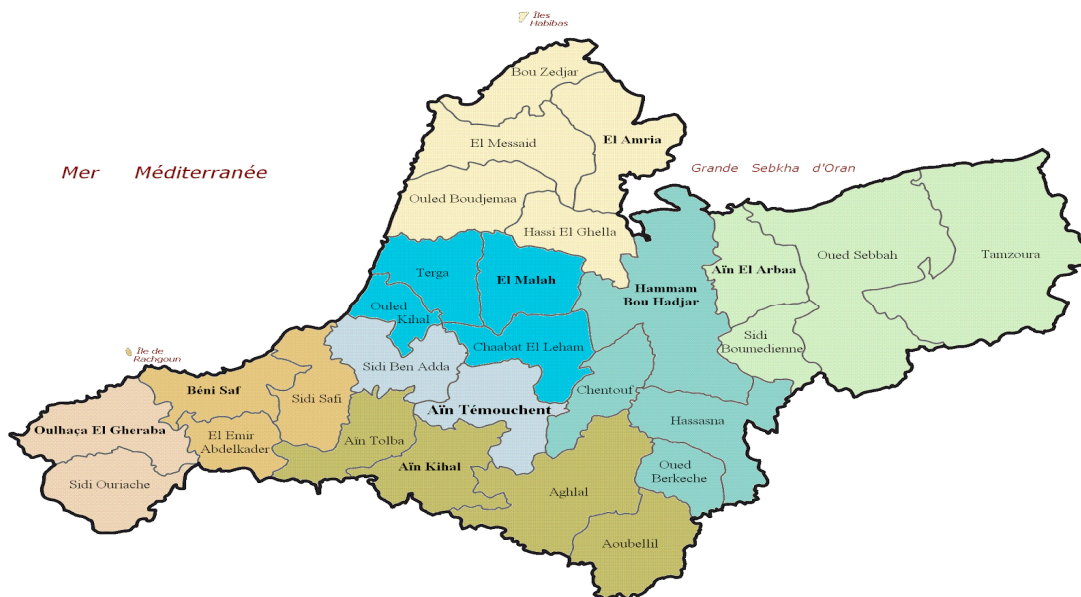 Îles
Habibas
Bou Zedjar
El Messaid
El Amria
Mer Méditerranée
Grande Sebkha d'Oran
Ouled Boudjemaa
Hassi El Ghella
Terga
El Malah
Hammam
Bou Hadjar
Aïn El Arbaa
Oued Sebbah
Tamzoura
Ouled
Kihal
Chaabat El Leham
Sidi
Boumedienne
Île de
Rachgoun
Sidi Ben Adda
Béni Saf
Sidi Safi
Chentouf
Aïn Témouchent
Hassasna
Oulhaça El Gheraba
El Emir
Abdelkader
Aïn Tolba
Aïn Kihal
Oued
Berkeche
Sidi Ouriache
Aghlal
Aoubellil